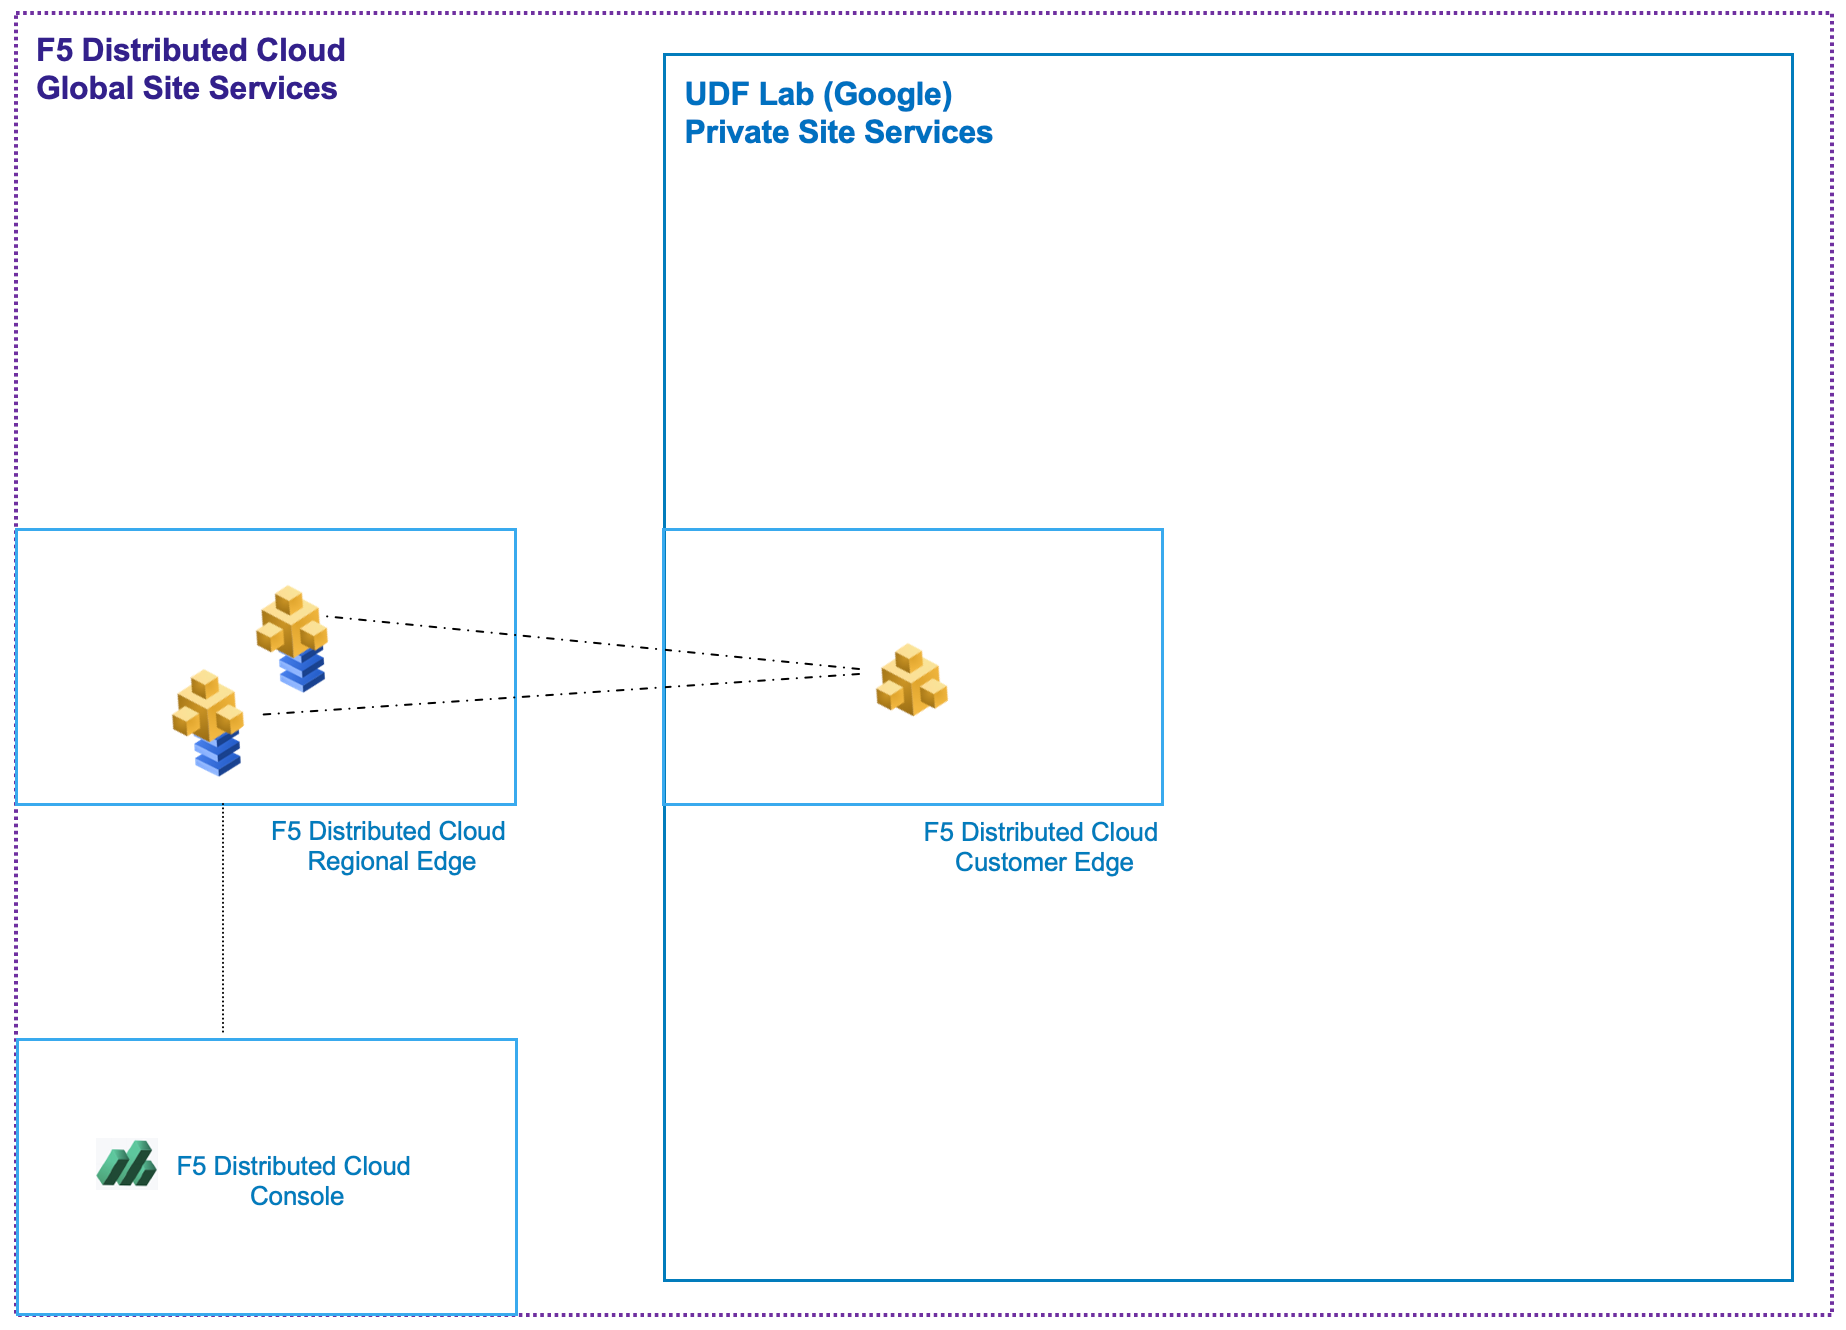 F5 Distributed Cloud
Global Site Services
UDF Lab (Google)
Private Site Services
F5 Distributed Cloud
Regional Edge
F5 Distributed Cloud
Customer Edge
F5 Distributed Cloud
Console